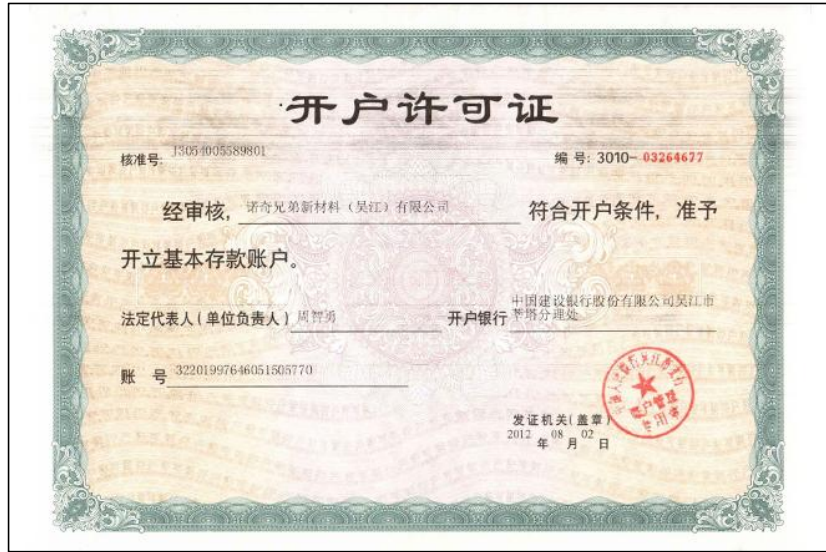 开户许可证
核准号: J3054005589801
编 号: 3010- 03264677
经审核, 诺奇兄弟新材料（吴江）有限公司 符合开户条件, 准予
开立基本存款账户。
法定代表人(单位负责人) 周智勇 开户银行 中国建设银行股份有限公司吴江市
莘塔分理处
账 号 32201997646051505770
发证机关(盖章)
2012 年 08 月 02 日